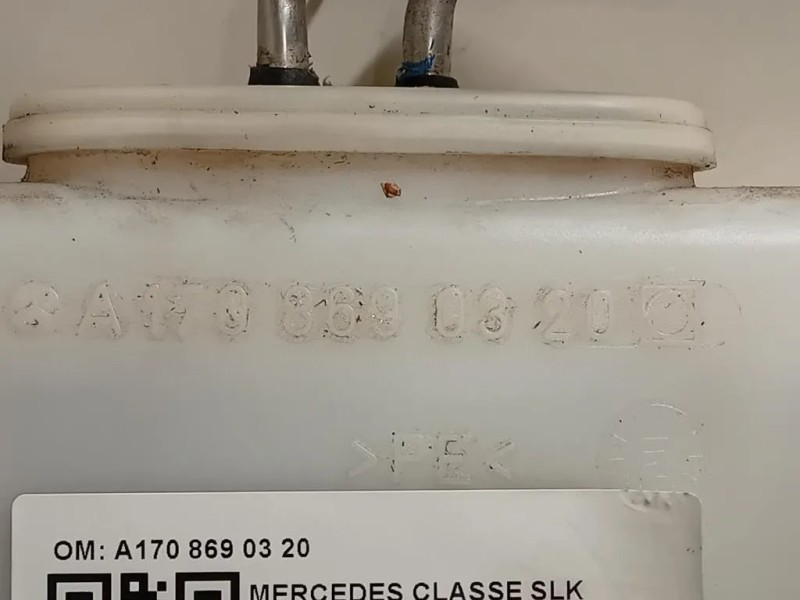 A170 869 03 20
>PE<
OM: A170 869 03 20
MERCEDES CLASSE SLK